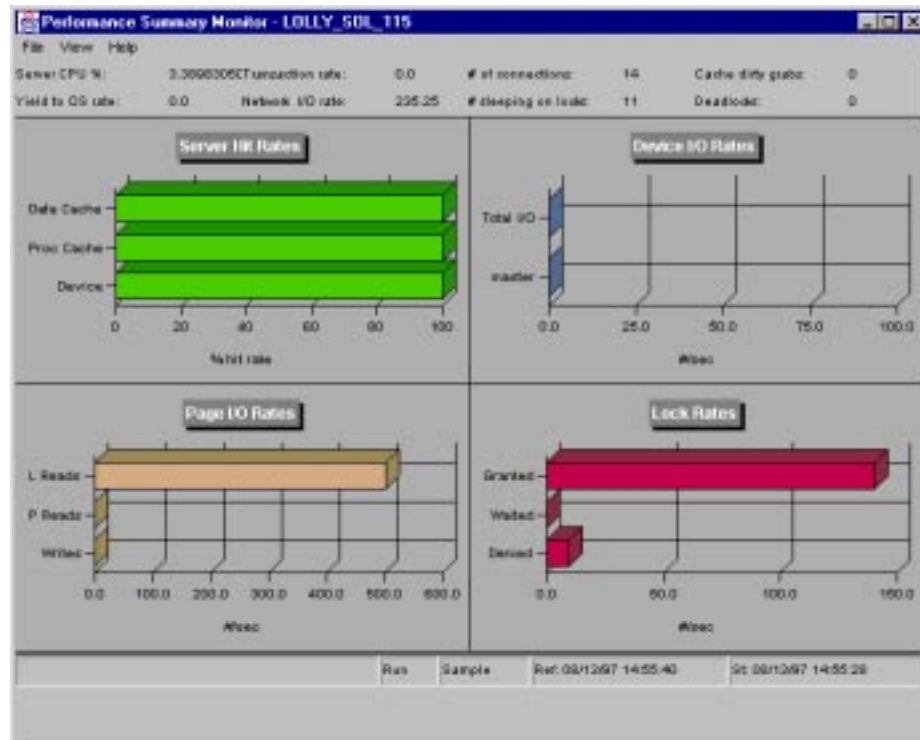 Performance Summary Monitor - LOLLY_SOL_115
File View Help
Server CPU %: Transaction rate: 0.0 # of connections: 14 Cache dirty grabs: 0
Yield to OS rate: 0.0 Network I/O rate: 235.25 # sleeping on locks: 11 Deadlocks: 0
Server Hit Rates
Data Cache
Proc Cache
Device
0 20 40 60 80 100
% hit rate
Device I/O Rates
Total I/O
master
0.0 25.0 50.0 75.0 100.0
#/sec
Page I/O Rates
L Reads
P Reads
Writes
0.0 100.0 200.0 300.0 400.0 500.0 600.0
#/sec
Lock Rates
Granted
Waited
Denied
0.0 50.0 100.0 150.0
#/sec
Run Sample Ref: 08/13/97 14:55:40 St: 08/13/97 14:55:28